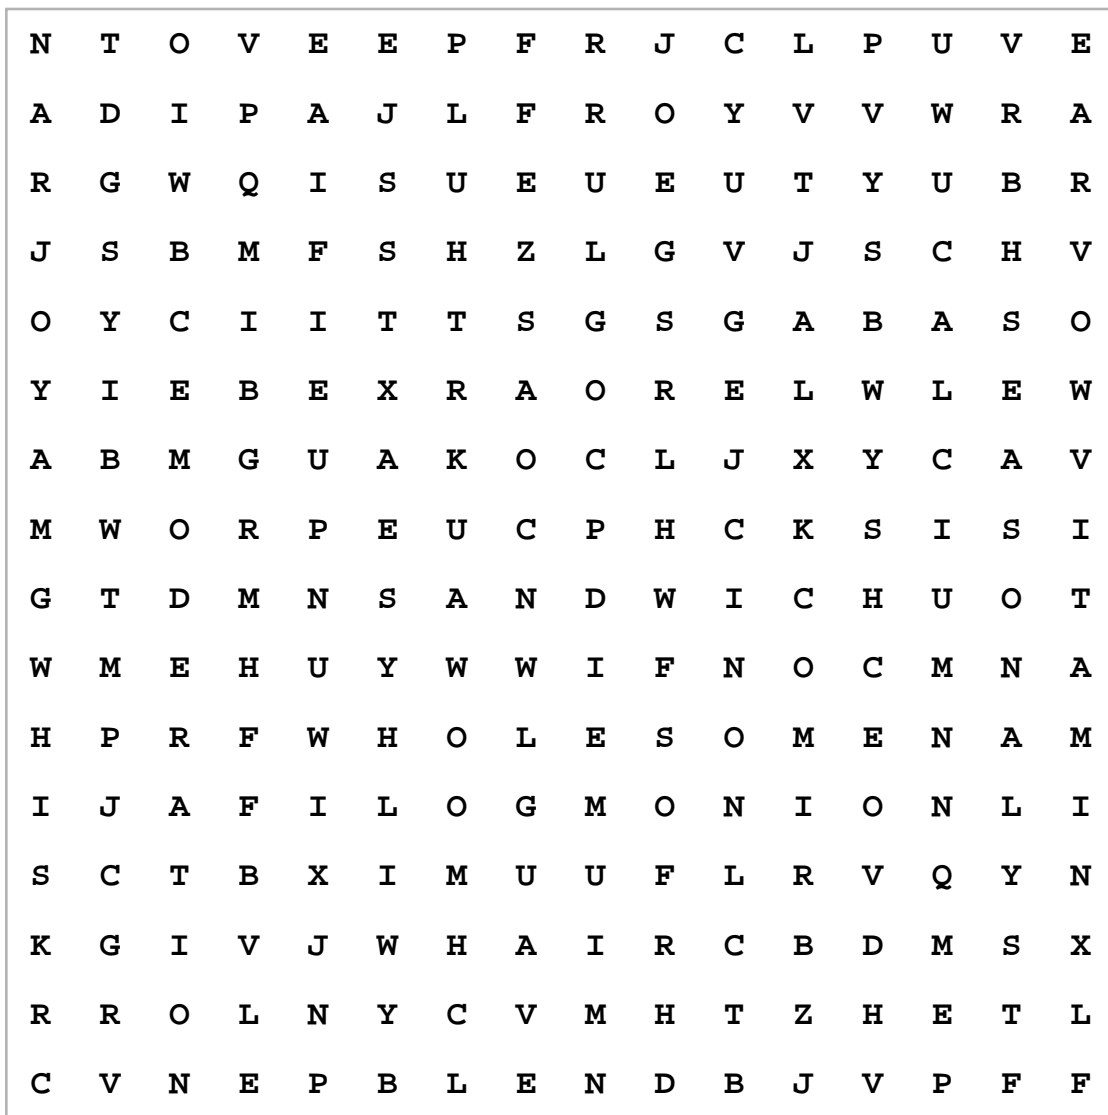 N T O V E E P F R J C L P U V E
A D I P A J L F R O Y V V W R A
R G W Q I S U E U E U T Y U B R
J S B M F S H Z L G V J S C H V
O Y C I I T T S G S G A B A S O
Y I E B E X R A O R E L W L E W
A B M G U A K O C L J X Y C A V
M W O R P E U C P H C K S I S I
G T D M N S A N D W I C H U O T
W M E H U Y W W I F N O C M N A
H P R F W H O L E S O M E N A M
I J A F I L O G M O N I O N L I
S C T B X I M U U F L R V Q Y N
K G I V J W H A I R C B D M S X
R R O L N Y C V M H T Z H E T L
C V N E P B L E N D B J V P F F